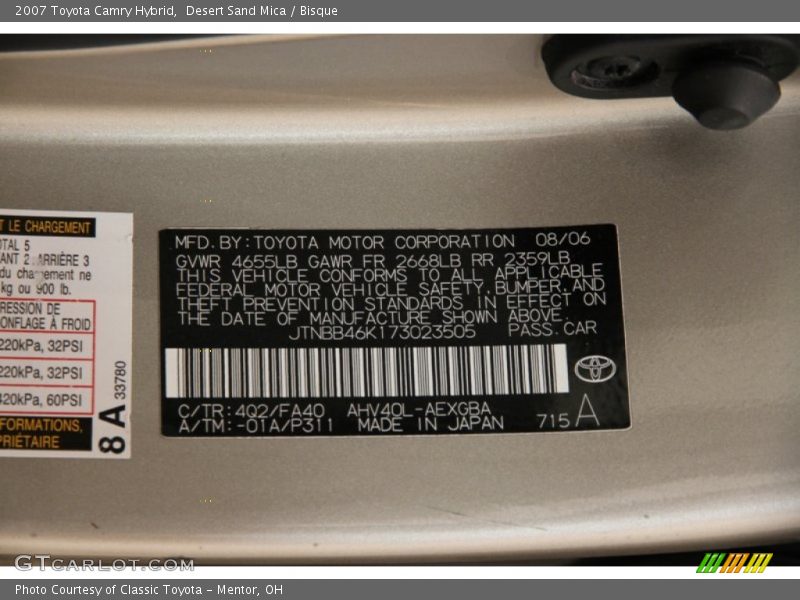 2007 Toyota Camry Hybrid, Desert Sand Mica / Bisque
T LE CHARGEMENT
OTAL 5
ANT 2 ARRIÈRE 3
du chargement ne
kg ou 900 lb.
RESSION DE
ONFLAGE À FROID
220kPa, 32PSI
220kPa, 32PSI
420kPa, 60PSI
FORMATIONS,
PRIÉTAIRE
8 A 33780
MFD. BY: TOYOTA MOTOR CORPORATION 08/06
GVWR 4655LB GAWR FR 2668LB RR 2359LB
THIS VEHICLE CONFORMS TO ALL APPLICABLE
FEDERAL MOTOR VEHICLE SAFETY, BUMPER, AND
THEFT PREVENTION STANDARDS IN EFFECT ON
THE DATE OF MANUFACTURE SHOWN ABOVE.
JTNBB46K173023505 PASS. CAR
C/TR: 4Q2/FA40 AHV40L-AEXGBA
A/TM: -01A/P311 MADE IN JAPAN 715 A
GTCARLOT.COM
Photo Courtesy of Classic Toyota - Mentor, OH